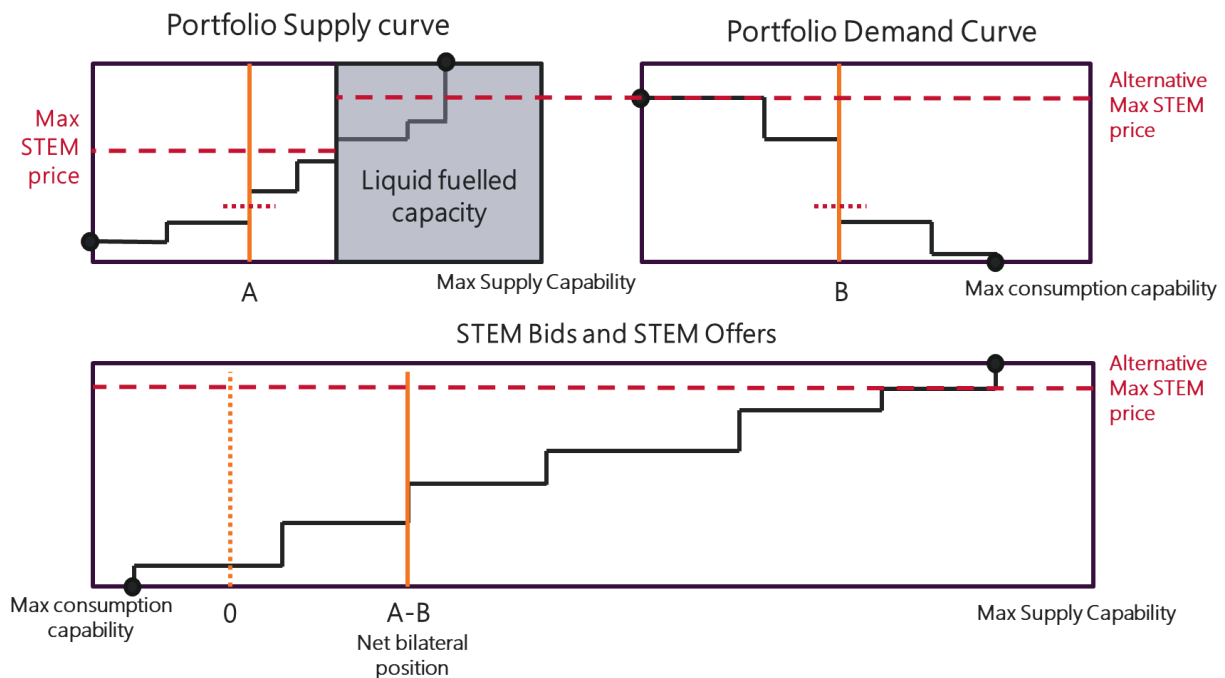 Portfolio Supply curve
Portfolio Demand Curve
Max
STEM
price
Liquid fuelled
capacity
Alternative
Max STEM
price
A
Max Supply Capability
B
Max consumption capability
STEM Bids and STEM Offers
Alternative
Max STEM
price
Max consumption
capability
0
A-B
Net bilateral
position
Max Supply Capability